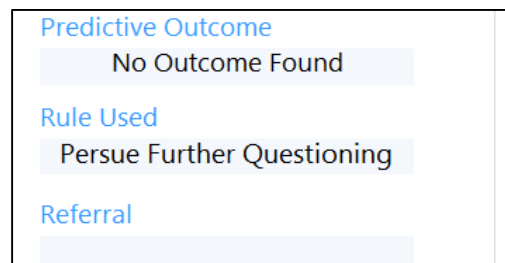 Predictive Outcome
No Outcome Found
Rule Used
Persue Further Questioning
Referral